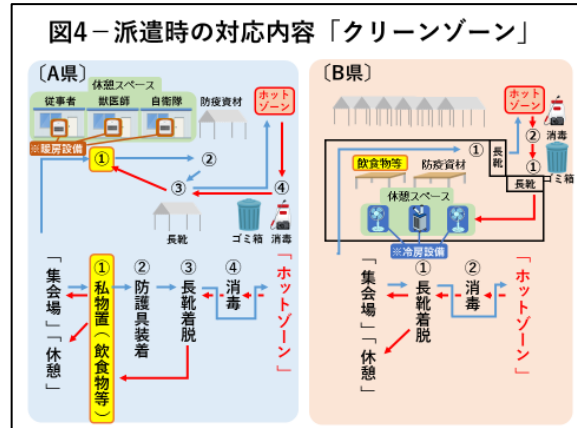 図4－派遣時の対応内容「クリーンゾーン」
〔A県〕
休憩スペース
従事者
獣医師
自衛隊
防疫資材
ホット
ゾーン
※暖房設備
①
②
③
④
長靴
ゴミ箱
消毒
「集会場」「休憩」
①私物置（飲食物等）
②防護具装着
③長靴着脱
④消毒
「ホットゾーン」
〔B県〕
ホット
ゾーン
消毒
②
①
飲食物等
防疫資材
①
長靴
長靴
ゴミ箱
休憩スペース
※冷房設備
「集会場」「休憩」
①長靴着脱
②消毒
「ホットゾーン」